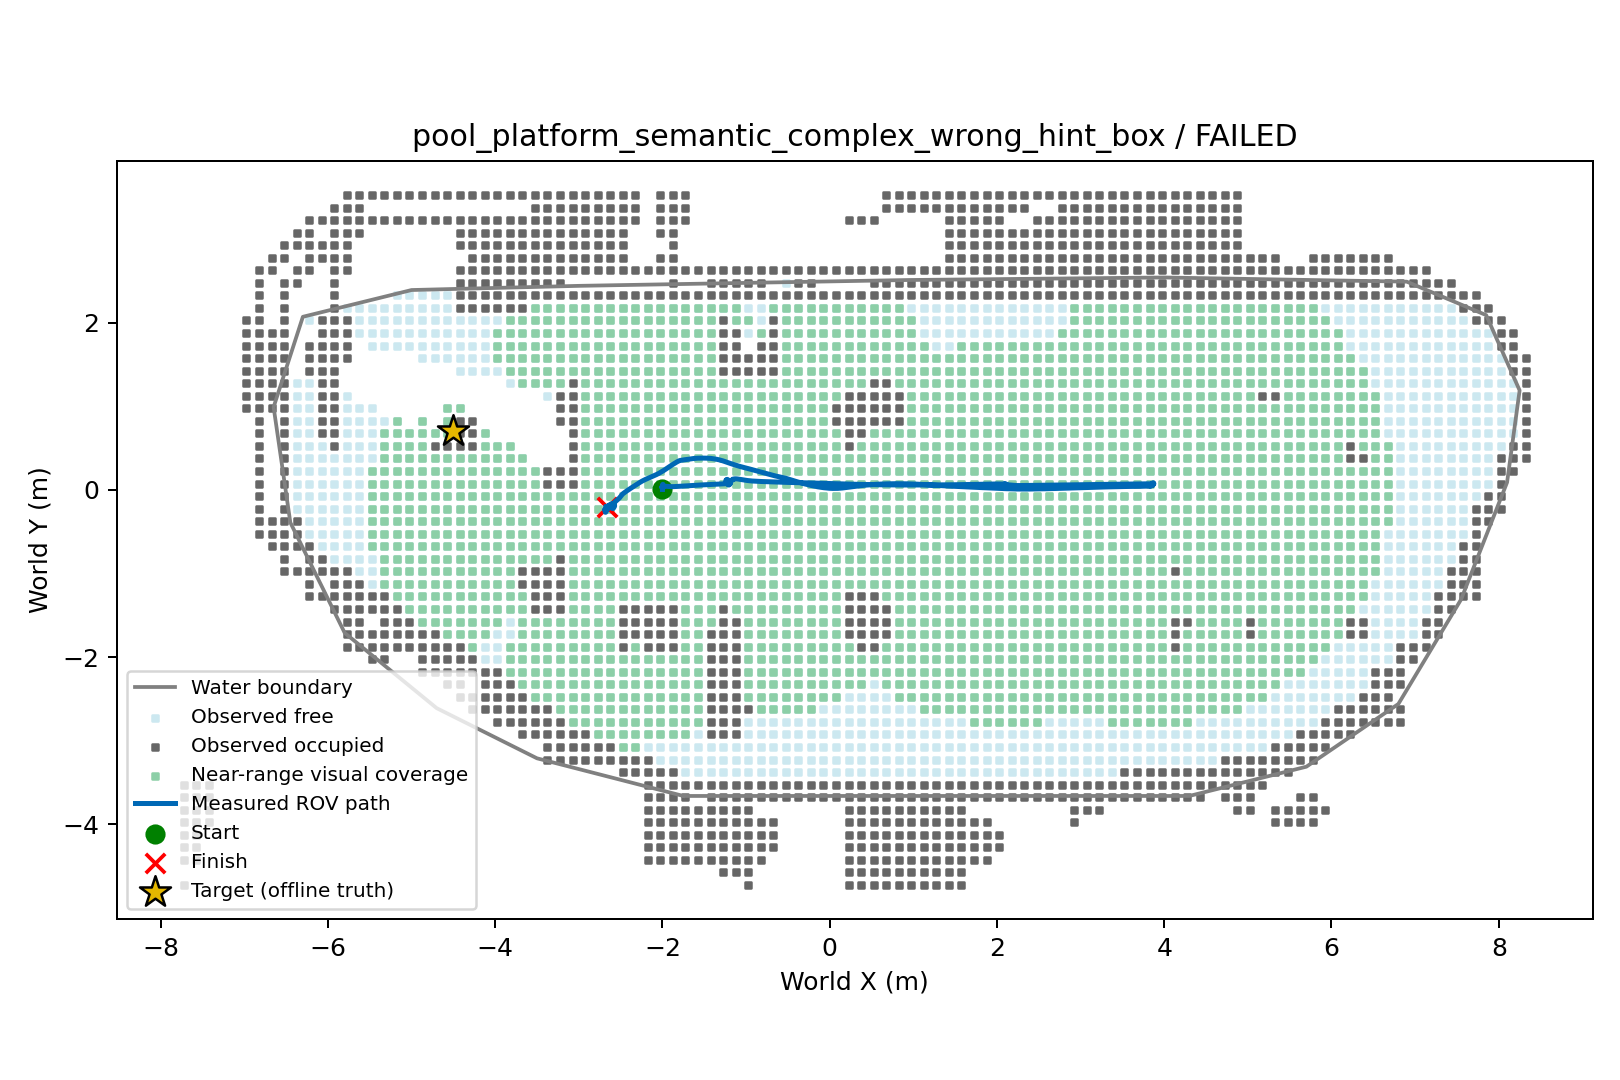 pool_platform_semantic_complex_wrong_hint_box / FAILED
World Y (m)
2
0
−2
−4
Water boundary
Observed free
Observed occupied
Near-range visual coverage
Measured ROV path
Start
Finish
Target (offline truth)
−8
−6
−4
−2
0
2
4
6
8
World X (m)